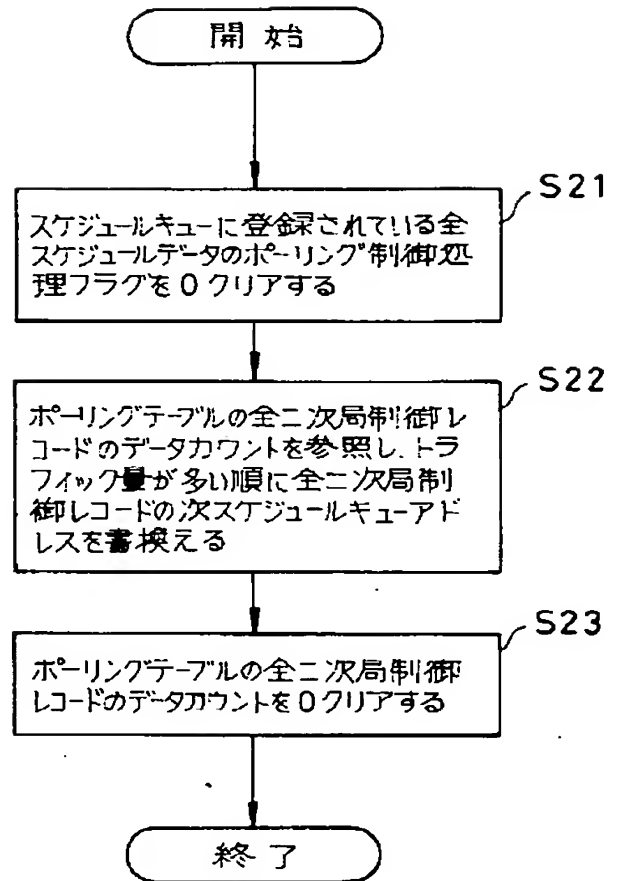 開始
S21
スケジュールキューに登録されている全
スケジュールデータのポーリング制御処
理フラグを0クリアする
S22
ポーリングテーブルの全二次局制御レ
コードのデータカウントを参照し、トラ
フィック量が多い順に全二次局制
御レコードの次スケジュールキューアド
レスを書換える
S23
ポーリングテーブルの全二次局制御
レコードのデータカウントを0クリアする
終了